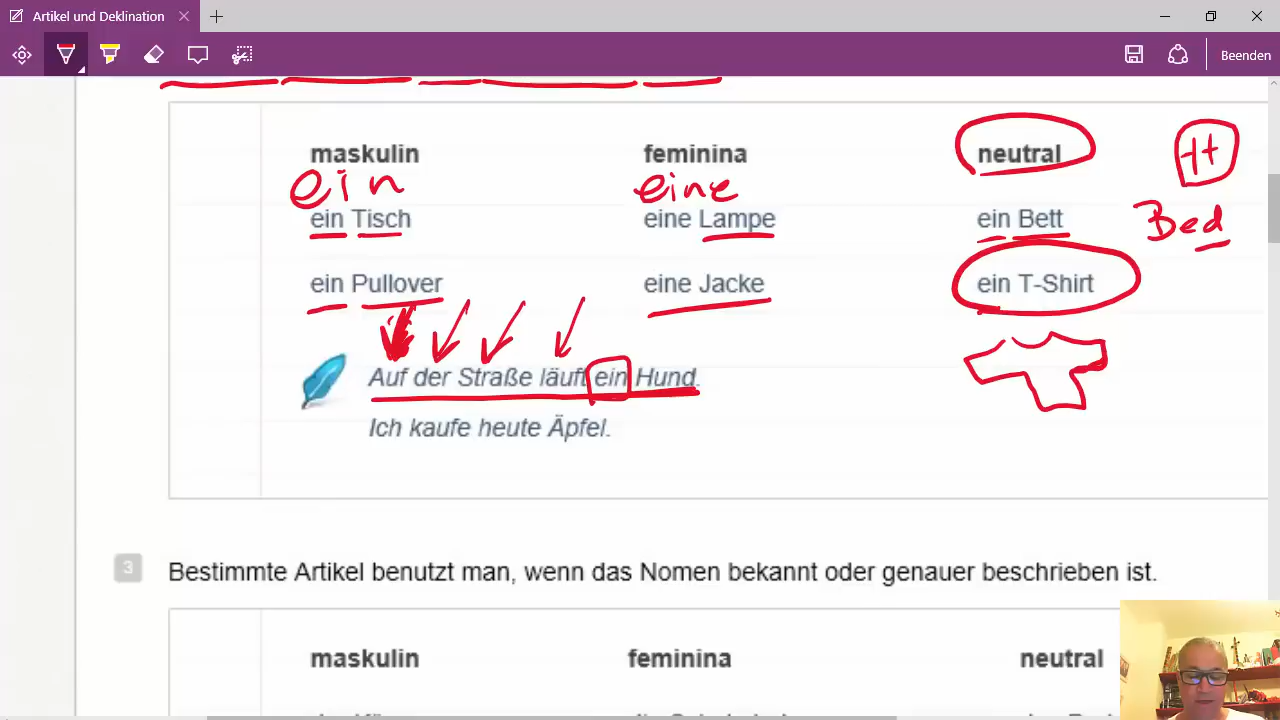 Artikel und Deklination
Beenden
maskulin feminina neutral
ein eine It
ein Tisch eine Lampe ein Bett Bed
ein Pullover eine Jacke ein T-Shirt
Auf der Straße läuft ein Hund.
Ich kaufe heute Äpfel.
3 Bestimmte Artikel benutzt man, wenn das Nomen bekannt oder genauer beschrieben ist.
maskulin feminina neutral